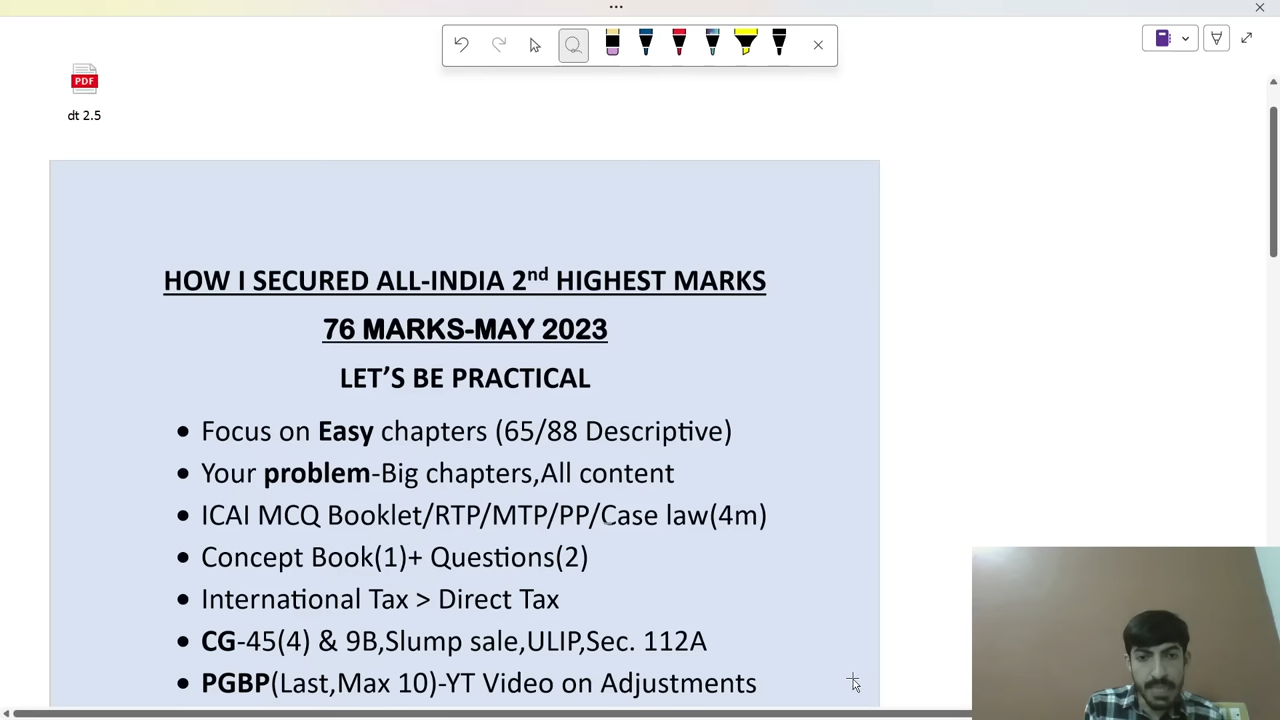 PDF
dt 2.5
HOW I SECURED ALL-INDIA 2nd HIGHEST MARKS
76 MARKS-MAY 2023
LET'S BE PRACTICAL
• Focus on Easy chapters (65/88 Descriptive)
• Your problem-Big chapters,All content
• ICAI MCQ Booklet/RTP/MTP/PP/Case law(4m)
• Concept Book(1)+ Questions(2)
• International Tax > Direct Tax
• CG-45(4) & 9B,Slump sale,ULIP,Sec. 112A
• PGBP(Last,Max 10)-YT Video on Adjustments